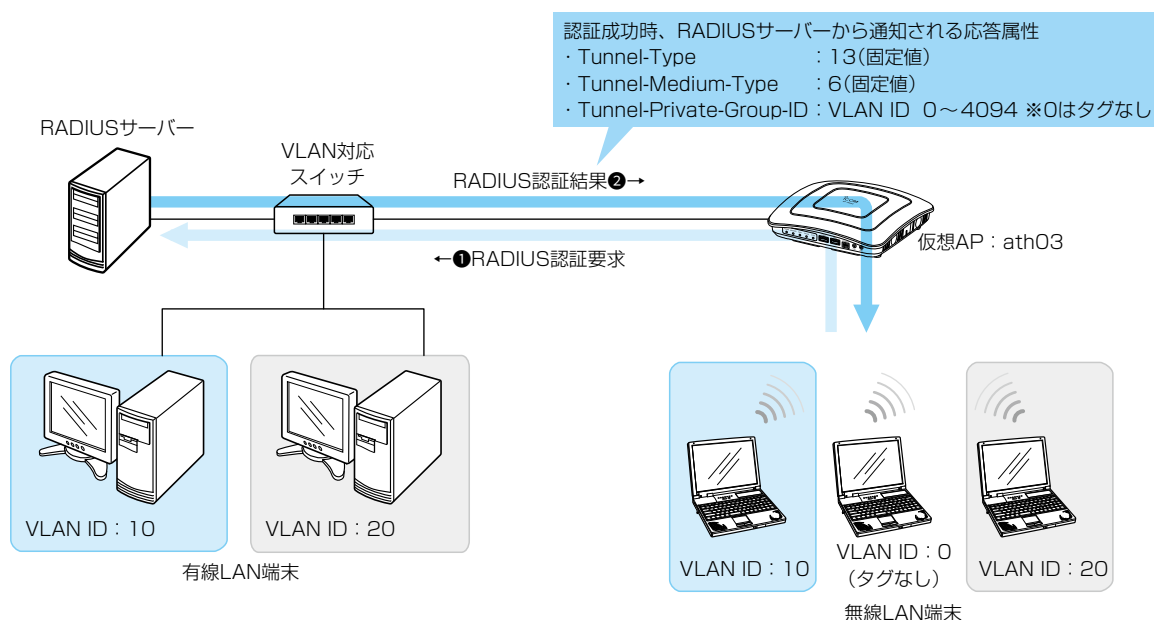 認証成功時、RADIUSサーバーから通知される応答属性
・Tunnel-Type ：13(固定値)
・Tunnel-Medium-Type ：6(固定値)
・Tunnel-Private-Group-ID：VLAN ID 0～4094 ※0はタグなし
RADIUSサーバー
VLAN対応
スイッチ
RADIUS認証結果❷→
←❶RADIUS認証要求
仮想AP：ath03
VLAN ID：10
VLAN ID：20
有線LAN端末
VLAN ID：10
VLAN ID：0
（タグなし）
VLAN ID：20
無線LAN端末